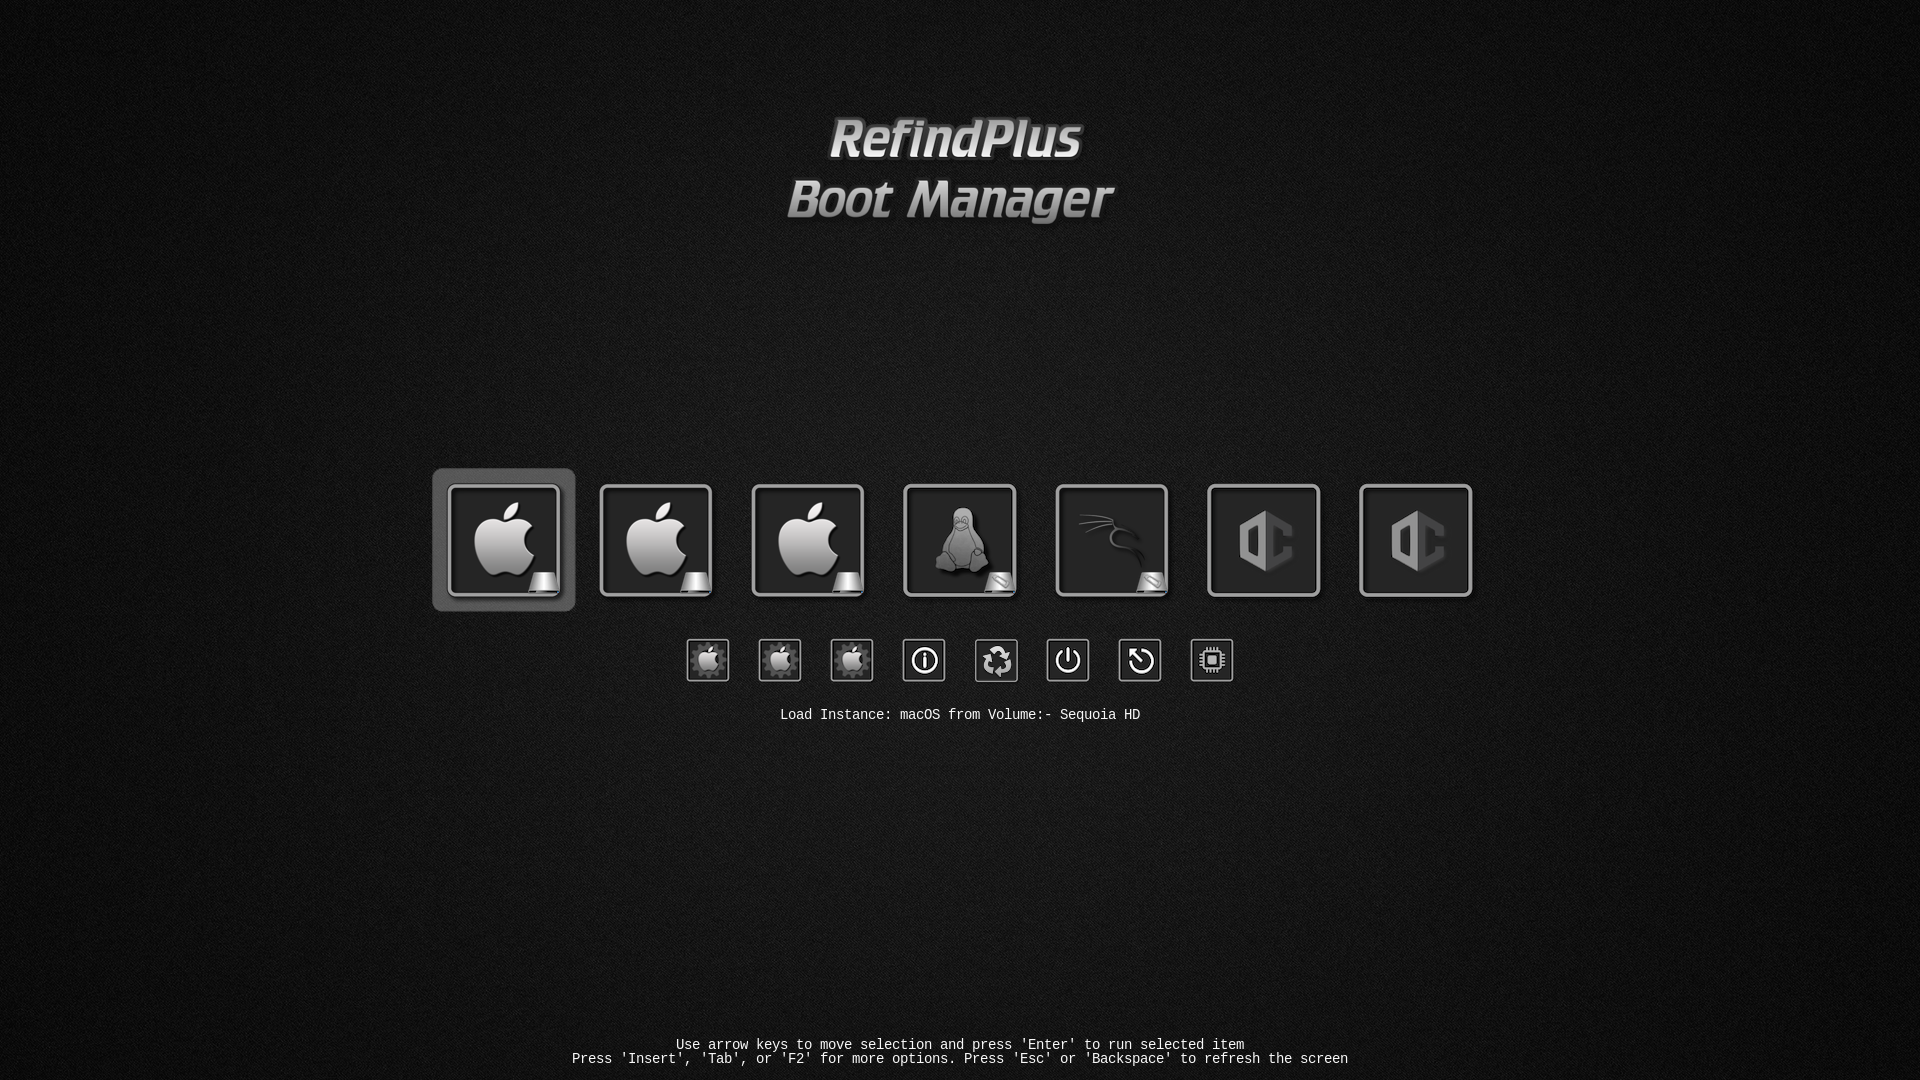 RefindPlus
Boot Manager
Load Instance: macOS from Volume:- Sequoia HD
Use arrow keys to move selection and press 'Enter' to run selected item
Press 'Insert', 'Tab', or 'F2' for more options. Press 'Esc' or 'Backspace' to refresh the screen